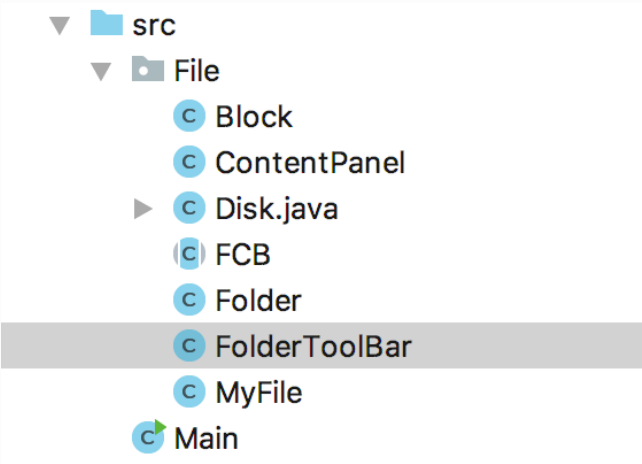 src
File
C Block
C ContentPanel
C Disk.java
C FCB
C Folder
C FolderToolBar
C MyFile
C Main